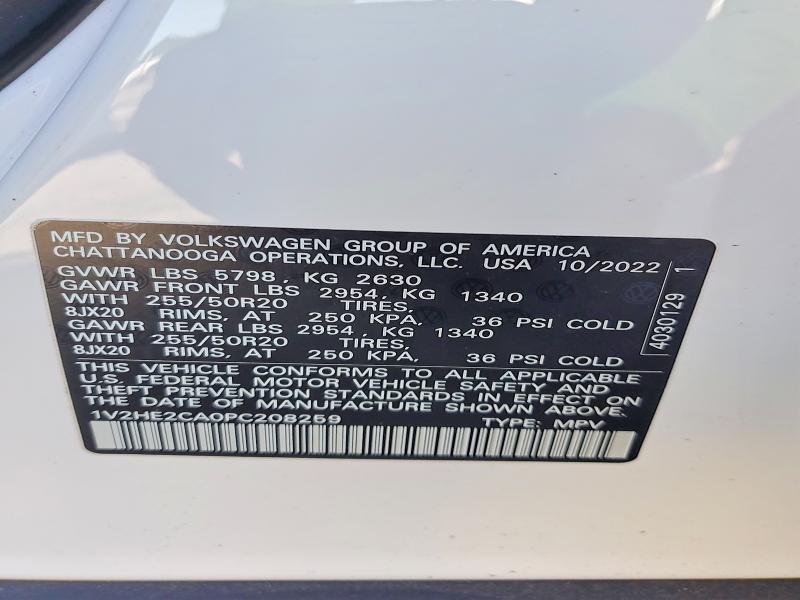 MFD BY VOLKSWAGEN GROUP OF AMERICA
CHATTANOOGA OPERATIONS, LLC. USA 10/2022
GVWR LBS 5798 , KG 2630
GAWR FRONT LBS 2954, KG 1340
WITH 255/50R20 TIRES,
8JX20 RIMS, AT 250 KPA, 36 PSI COLD
GAWR REAR LBS 2954 , KG 1340
WITH 255/50R20 TIRES,
8JX20 RIMS, AT 250 KPA, 36 PSI COLD
THIS VEHICLE CONFORMS TO ALL APPLICABLE
U.S. FEDERAL MOTOR VEHICLE SAFETY AND
THEFT PREVENTION STANDARDS IN EFFECT ON
THE DATE OF MANUFACTURE SHOWN ABOVE.
1V2HE2CA0PC208259 TYPE: MPV
4030129 1